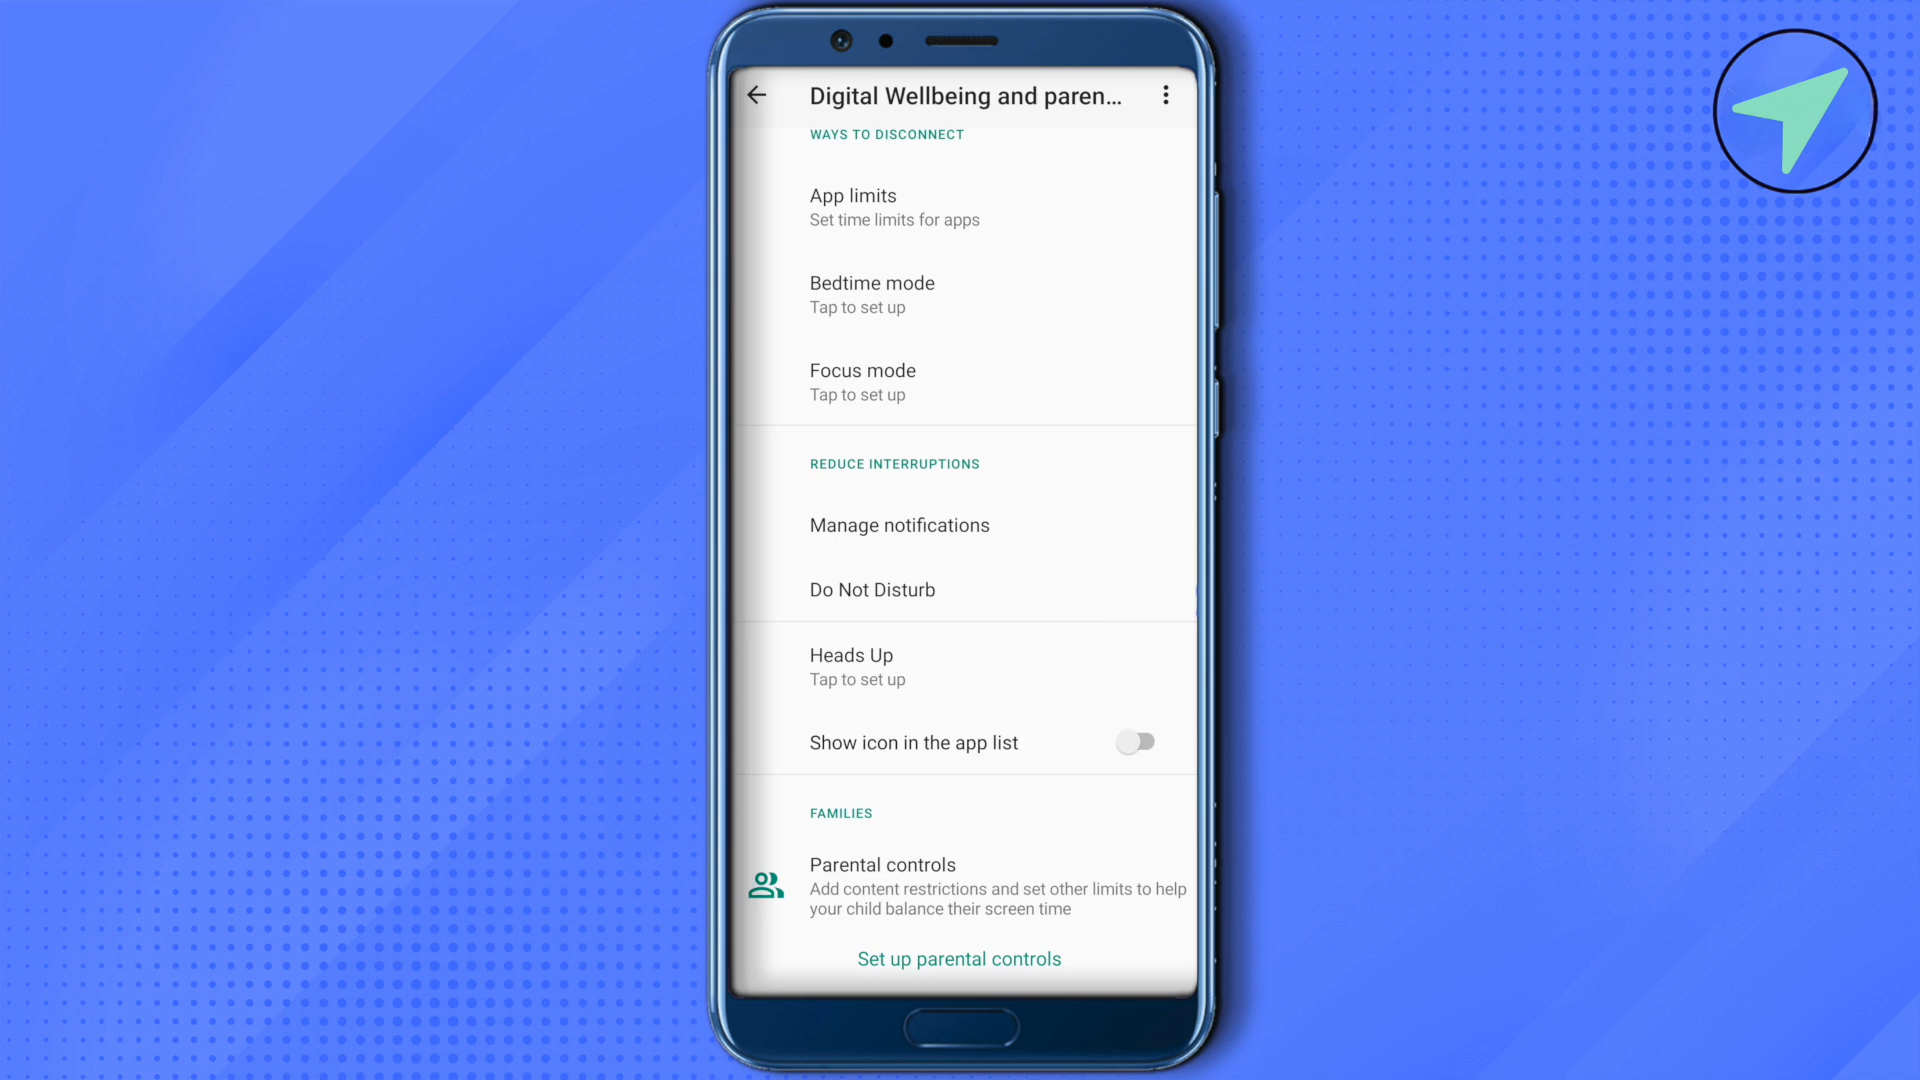 Digital Wellbeing and paren...
WAYS TO DISCONNECT
App limits
Set time limits for apps
Bedtime mode
Tap to set up
Focus mode
Tap to set up
REDUCE INTERRUPTIONS
Manage notifications
Do Not Disturb
Heads Up
Tap to set up
Show icon in the app list
FAMILIES
Parental controls
Add content restrictions and set other limits to help
your child balance their screen time
Set up parental controls